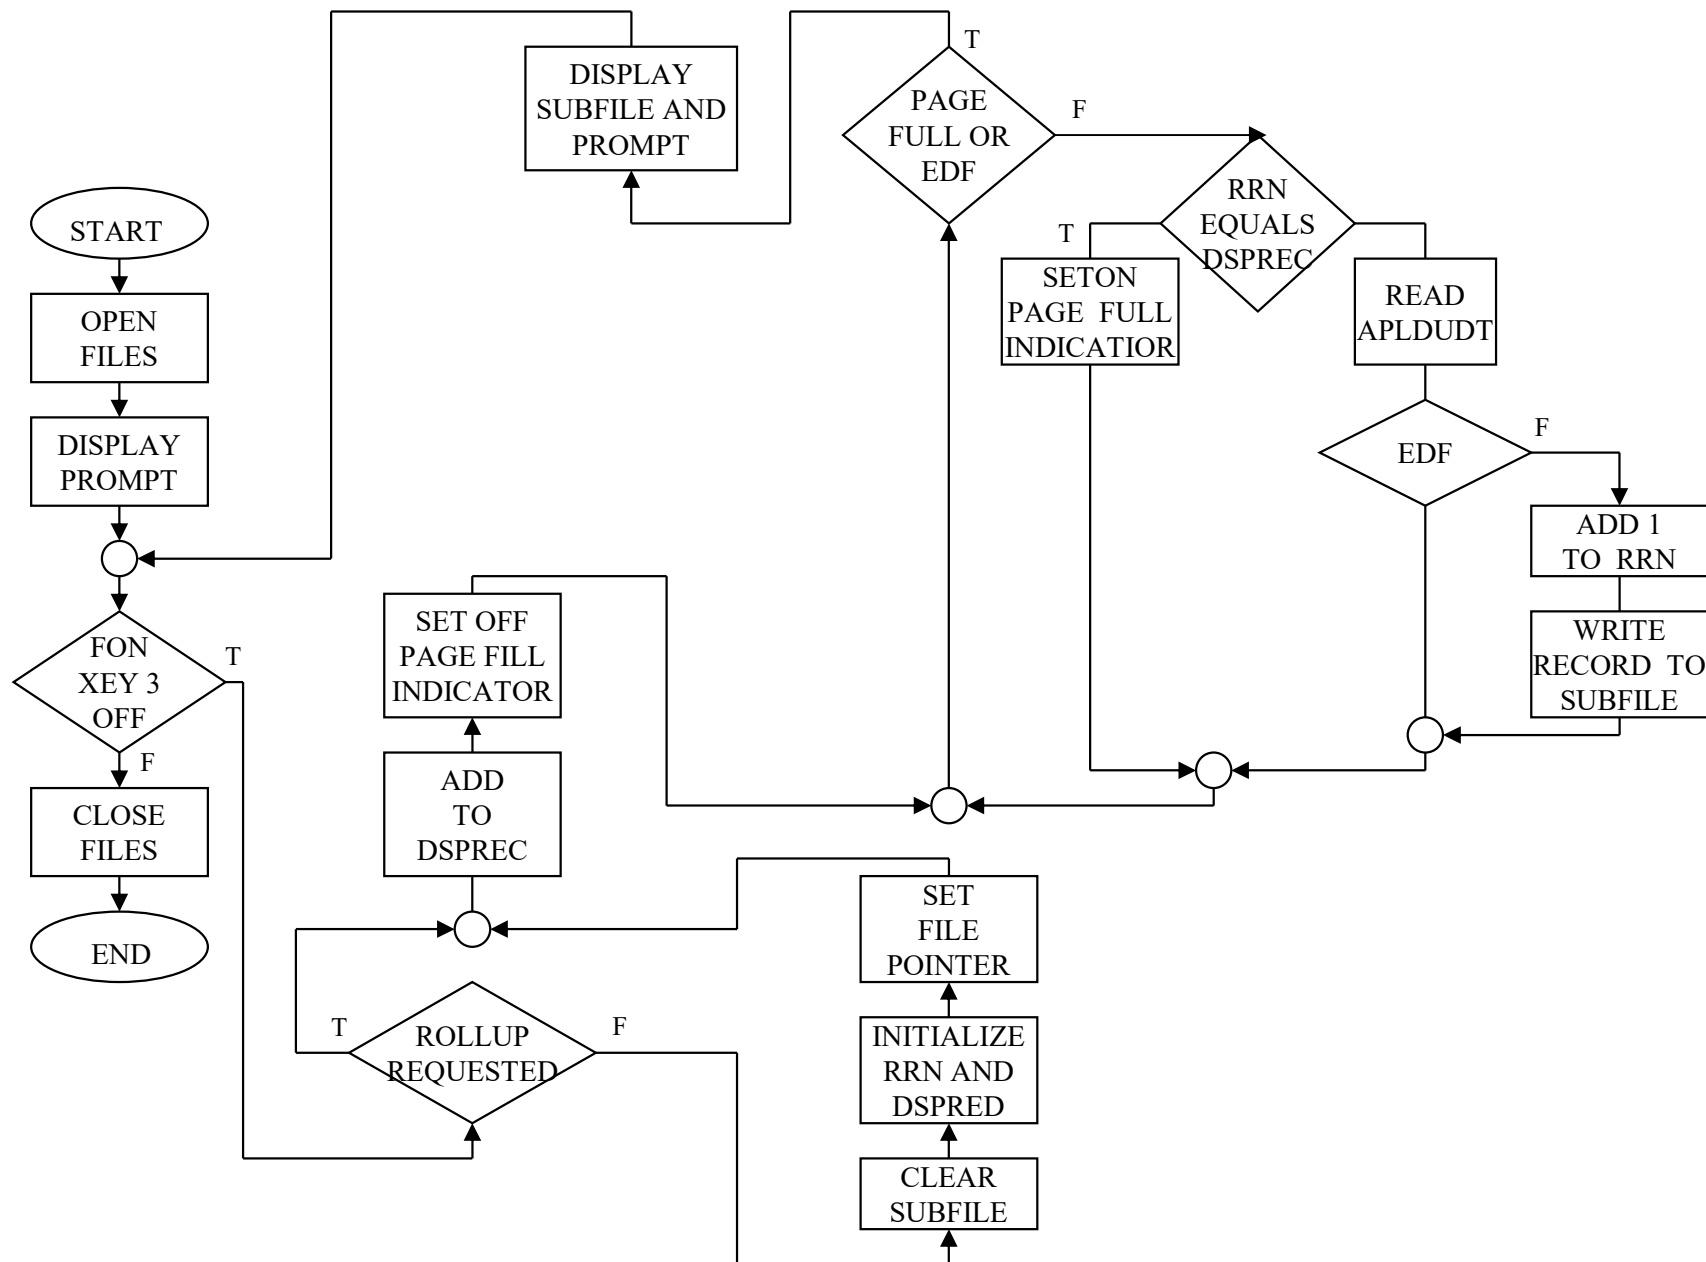 START
OPEN
FILES
DISPLAY
PROMPT
FON
XEY 3
OFF
T
F
CLOSE
FILES
END
DISPLAY
SUBFILE AND
PROMPT
T
PAGE
FULL OR
EDF
F
RRN
EQUALS
DSPREC
T
SETON
PAGE FULL
INDICATIOR
READ
APLDUDT
EDF
F
ADD 1
TO RRN
WRITE
RECORD TO
SUBFILE
SET OFF
PAGE FILL
INDICATOR
ADD
TO
DSPREC
T
ROLLUP
REQUESTED
F
SET
FILE
POINTER
INITIALIZE
RRN AND
DSPRED
CLEAR
SUBFILE